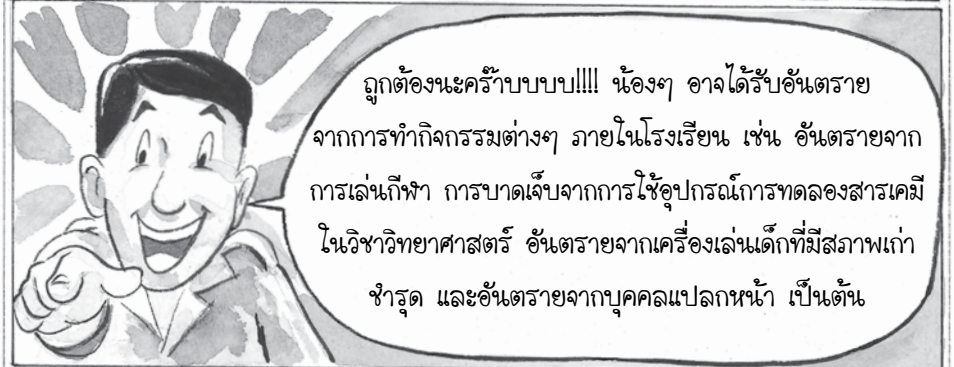 ถูกต้องนะคร๊าบบบบ!!!! น้องๆ อาจได้รับอันตราย
จากการทำกิจกรรมต่างๆ ภายในโรงเรียน เช่น อันตรายจาก
การเล่นกีฬา การบาดเจ็บจากการใช้อุปกรณ์การทดลองสารเคมี
ในวิชาวิทยาศาสตร์ อันตรายจากเครื่องเล่นเด็กที่มีสภาพเก่า
ชำรุด และอันตรายจากบุคคลแปลกหน้า เป็นต้น